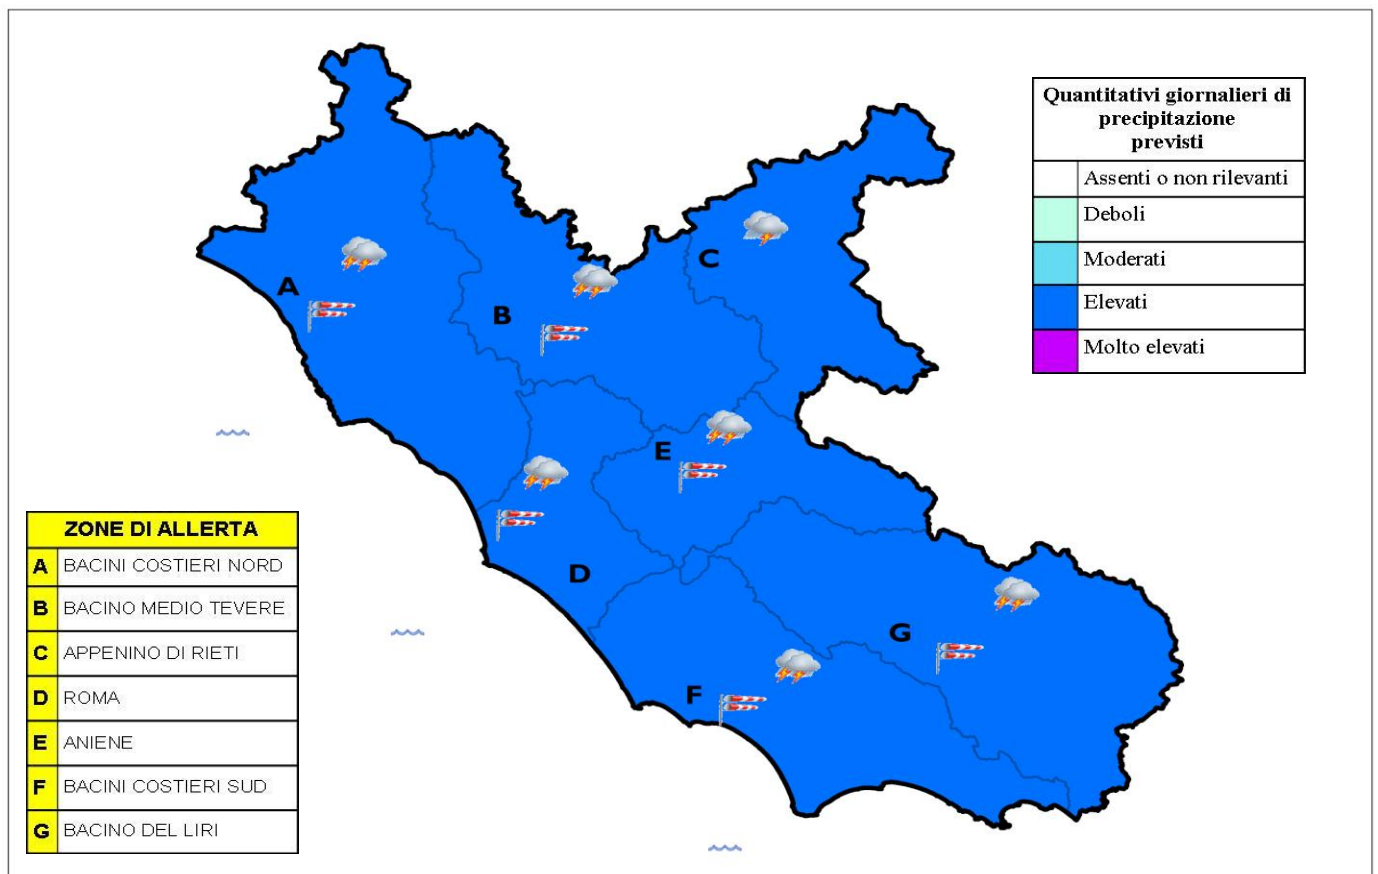 Quantitativi giornalieri di
precipitazione
previsti
Assenti o non rilevanti
Deboli
Moderati
Elevati
Molto elevati
A
B
C
D
E
F
G
ZONE DI ALLERTA
A BACINI COSTIERI NORD
B BACINO MEDIO TEVERE
C APPENINO DI RIETI
D ROMA
E ANIENE
F BACINI COSTIERI SUD
G BACINO DEL LIRI